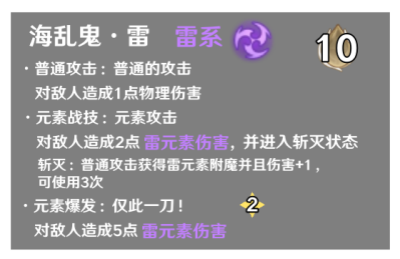 海乱鬼·雷 雷系 10
·普通攻击：普通的攻击
对敌人造成1点物理伤害
·元素战技：元素攻击
对敌人造成2点 雷元素伤害，并进入斩灭状态
斩灭：普通攻击获得雷元素附魔并且伤害+1，
可使用3次
·元素爆发：仅此一刀！ 2
对敌人造成5点 雷元素伤害